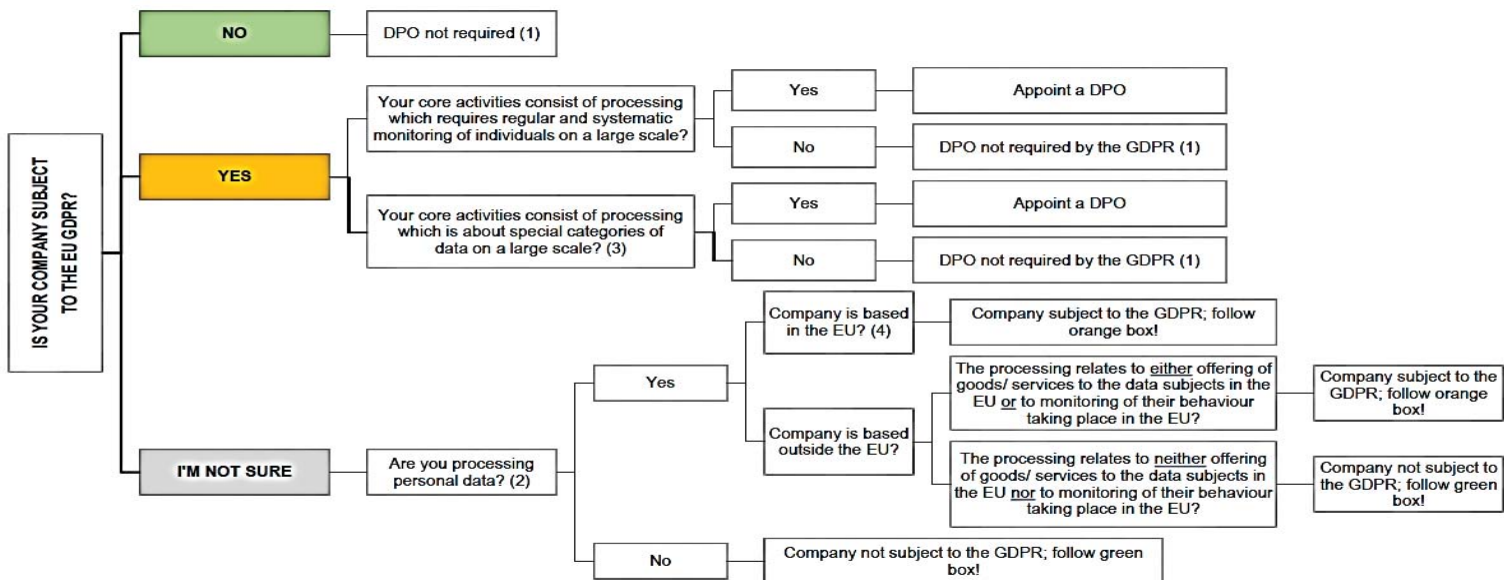 IS YOUR COMPANY SUBJECT
TO THE EU GDPR?
NO
DPO not required (1)
YES
Your core activities consist of processing
which requires regular and systematic
monitoring of individuals on a large scale?
Yes
Appoint a DPO
No
DPO not required by the GDPR (1)
Your core activities consist of processing
which is about special categories of
data on a large scale? (3)
Yes
Appoint a DPO
No
DPO not required by the GDPR (1)
I'M NOT SURE
Are you processing
personal data? (2)
Yes
Company is based
in the EU? (4)
Company subject to the GDPR; follow
orange box!
Company is based
outside the EU?
The processing relates to either offering of
goods/ services to the data subjects in the
EU or to monitoring of their behaviour
taking place in the EU?
Company subject to the
GDPR; follow orange
box!
The processing relates to neither offering
of goods/ services to the data subjects in
the EU nor to monitoring of their behaviour
taking place in the EU?
Company not subject to
the GDPR; follow green
box!
No
Company not subject to the GDPR; follow green
box!